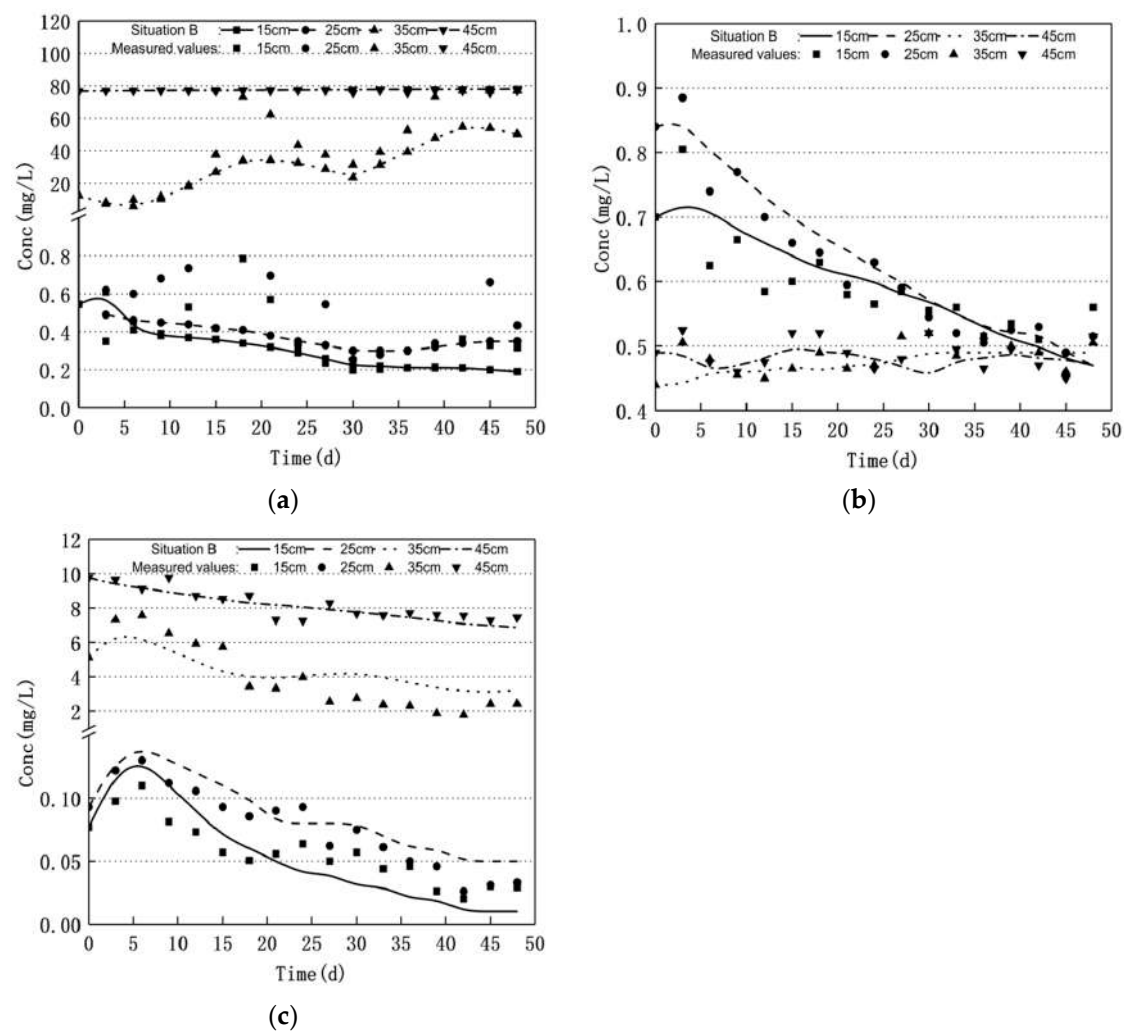 Situation B 15cm 25cm 35cm 45cm
Measured values: 15cm 25cm 35cm 45cm
120
100
80
60
40
20
0.8
0.6
0.4
0.2
0.0
Conc(mg/L)
0 5 10 15 20 25 30 35 40 45 50
Time(d)
(a)
Situation B 15cm 25cm 35cm 45cm
Measured values: 15cm 25cm 35cm 45cm
1.0
0.9
0.8
0.7
0.6
0.5
0.4
Conc(mg/L)
0 5 10 15 20 25 30 35 40 45 50
Time(d)
(b)
Situation B 15cm 25cm 35cm 45cm
Measured values: 15cm 25cm 35cm 45cm
12
10
8
6
4
2
0.10
0.05
0.00
Conc(mg/L)
0 5 10 15 20 25 30 35 40 45 50
Time(d)
(c)